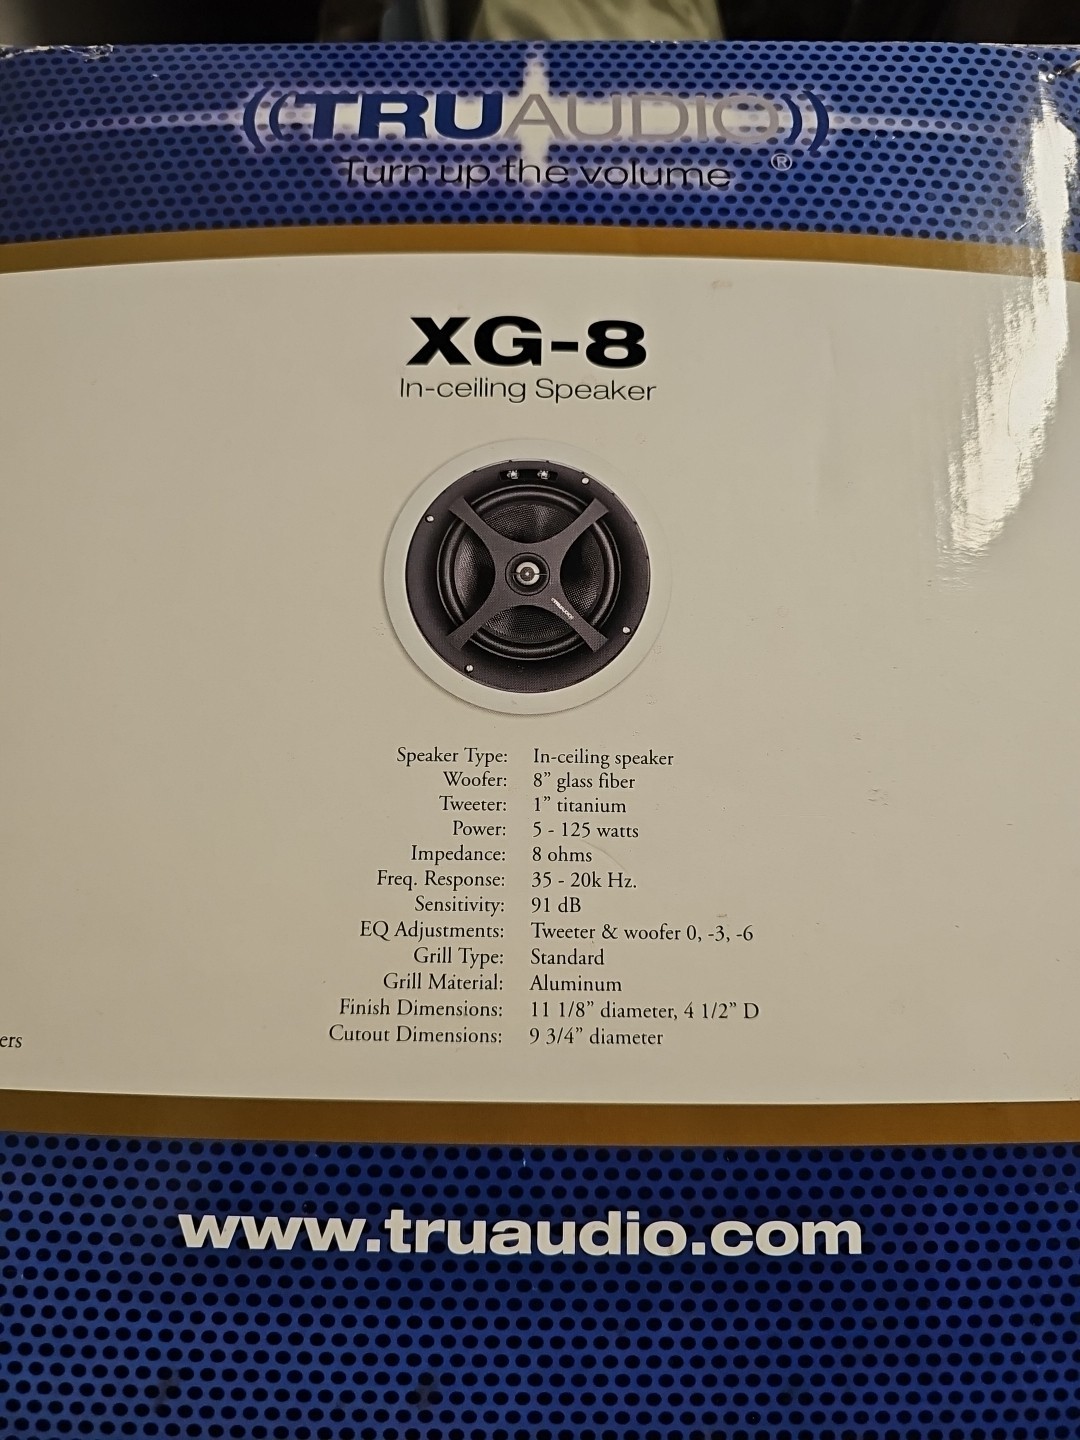 ((TRUAUDIO))
Turn up the volume ®
XG-8
In-ceiling Speaker
Speaker Type: In-ceiling speaker
Woofer: 8” glass fiber
Tweeter: 1” titanium
Power: 5 - 125 watts
Impedance: 8 ohms
Freq. Response: 35 - 20k Hz.
Sensitivity: 91 dB
EQ Adjustments: Tweeter & woofer 0, -3, -6
Grill Type: Standard
Grill Material: Aluminum
Finish Dimensions: 11 1/8” diameter, 4 1/2” D
Cutout Dimensions: 9 3/4” diameter
ers
www.truaudio.com